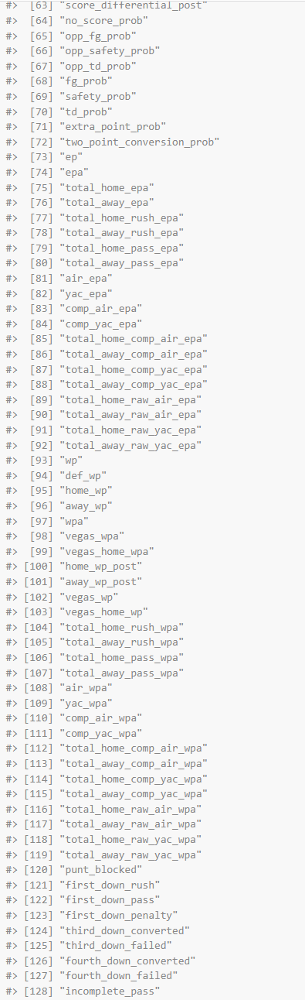 #>  [63] "score_differential_post"
#>  [64] "no_score_prob"
#>  [65] "opp_fg_prob"
#>  [66] "opp_safety_prob"
#>  [67] "opp_td_prob"
#>  [68] "fg_prob"
#>  [69] "safety_prob"
#>  [70] "td_prob"
#>  [71] "extra_point_prob"
#>  [72] "two_point_conversion_prob"
#>  [73] "ep"
#>  [74] "epa"
#>  [75] "total_home_epa"
#>  [76] "total_away_epa"
#>  [77] "total_home_rush_epa"
#>  [78] "total_away_rush_epa"
#>  [79] "total_home_pass_epa"
#>  [80] "total_away_pass_epa"
#>  [81] "air_epa"
#>  [82] "yac_epa"
#>  [83] "comp_air_epa"
#>  [84] "comp_yac_epa"
#>  [85] "total_home_comp_air_epa"
#>  [86] "total_away_comp_air_epa"
#>  [87] "total_home_comp_yac_epa"
#>  [88] "total_away_comp_yac_epa"
#>  [89] "total_home_raw_air_epa"
#>  [90] "total_away_raw_air_epa"
#>  [91] "total_home_raw_yac_epa"
#>  [92] "total_away_raw_yac_epa"
#>  [93] "wp"
#>  [94] "def_wp"
#>  [95] "home_wp"
#>  [96] "away_wp"
#>  [97] "wpa"
#>  [98] "vegas_wpa"
#>  [99] "vegas_home_wpa"
#> [100] "home_wp_post"
#> [101] "away_wp_post"
#> [102] "vegas_wp"
#> [103] "vegas_home_wp"
#> [104] "total_home_rush_wpa"
#> [105] "total_away_rush_wpa"
#> [106] "total_home_pass_wpa"
#> [107] "total_away_pass_wpa"
#> [108] "air_wpa"
#> [109] "yac_wpa"
#> [110] "comp_air_wpa"
#> [111] "comp_yac_wpa"
#> [112] "total_home_comp_air_wpa"
#> [113] "total_away_comp_air_wpa"
#> [114] "total_home_comp_yac_wpa"
#> [115] "total_away_comp_yac_wpa"
#> [116] "total_home_raw_air_wpa"
#> [117] "total_away_raw_air_wpa"
#> [118] "total_home_raw_yac_wpa"
#> [119] "total_away_raw_yac_wpa"
#> [120] "punt_blocked"
#> [121] "first_down_rush"
#> [122] "first_down_pass"
#> [123] "first_down_penalty"
#> [124] "third_down_converted"
#> [125] "third_down_failed"
#> [126] "fourth_down_converted"
#> [127] "fourth_down_failed"
#> [128] "incomplete_pass"